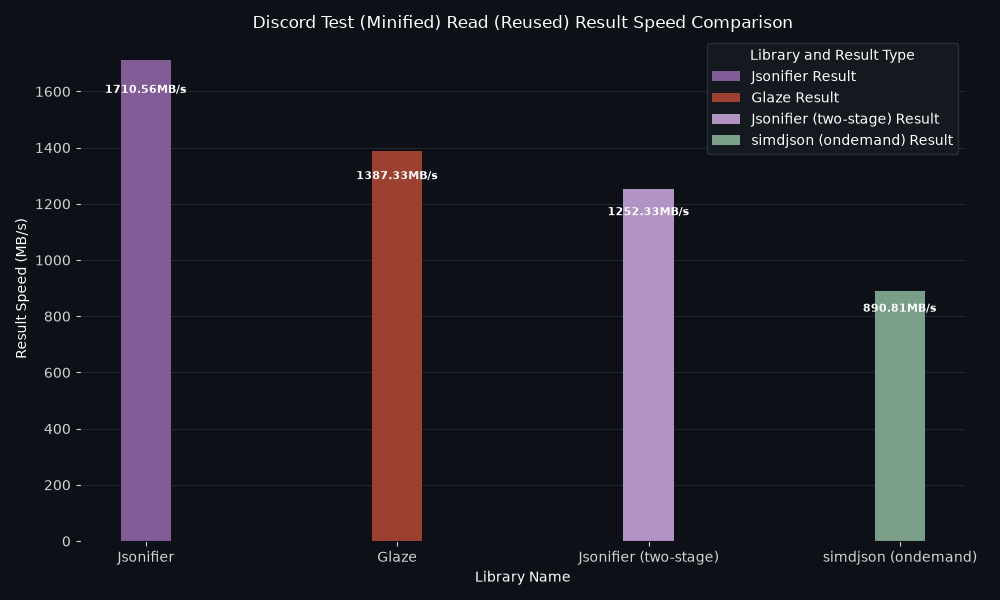 Discord Test (Minified) Read (Reused) Result Speed Comparison
Library and Result Type
Jsonifier Result
Glaze Result
Jsonifier (two-stage) Result
simdjson (ondemand) Result
Result Speed (MB/s)
1600
1400
1200
1000
800
600
400
200
0
1710.56MB/s
1387.33MB/s
1252.33MB/s
890.81MB/s
Jsonifier
Glaze
Jsonifier (two-stage)
simdjson (ondemand)
Library Name